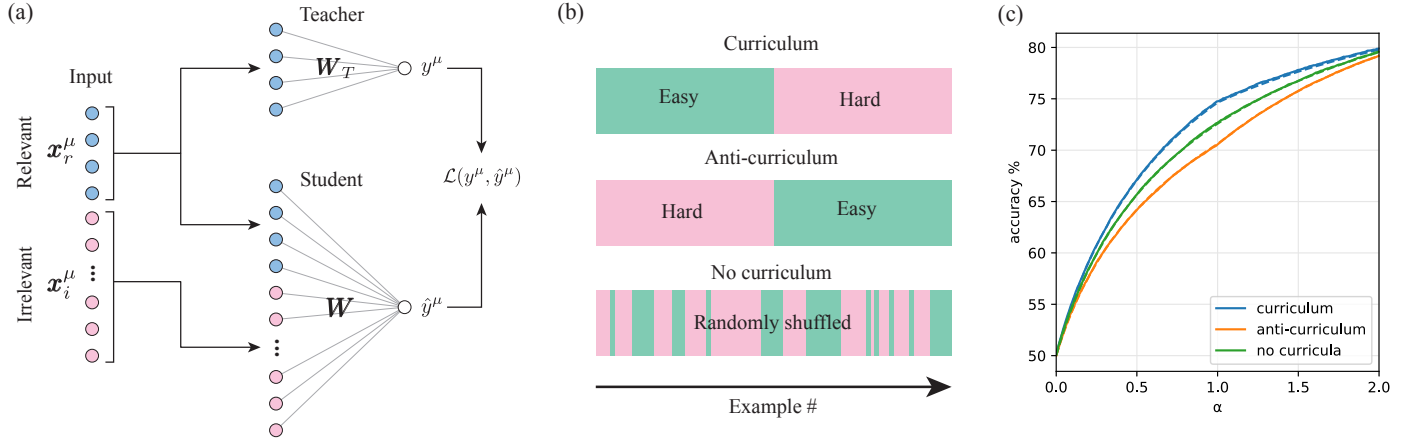 (a)
Input
Relevant
x_r^μ
Irrelevant
x_i^μ
...
Teacher
W_T
y^μ
Student
W
...
ŷ^μ
ℒ(y^μ, ŷ^μ)
(b)
Curriculum
Easy
Hard
Anti-curriculum
Hard
Easy
No curriculum
Randomly shuffled
Example #
(c)
accuracy %
80
75
70
65
60
55
50
0.0
0.5
1.0
1.5
2.0
α
curriculum
anti-curriculum
no curricula